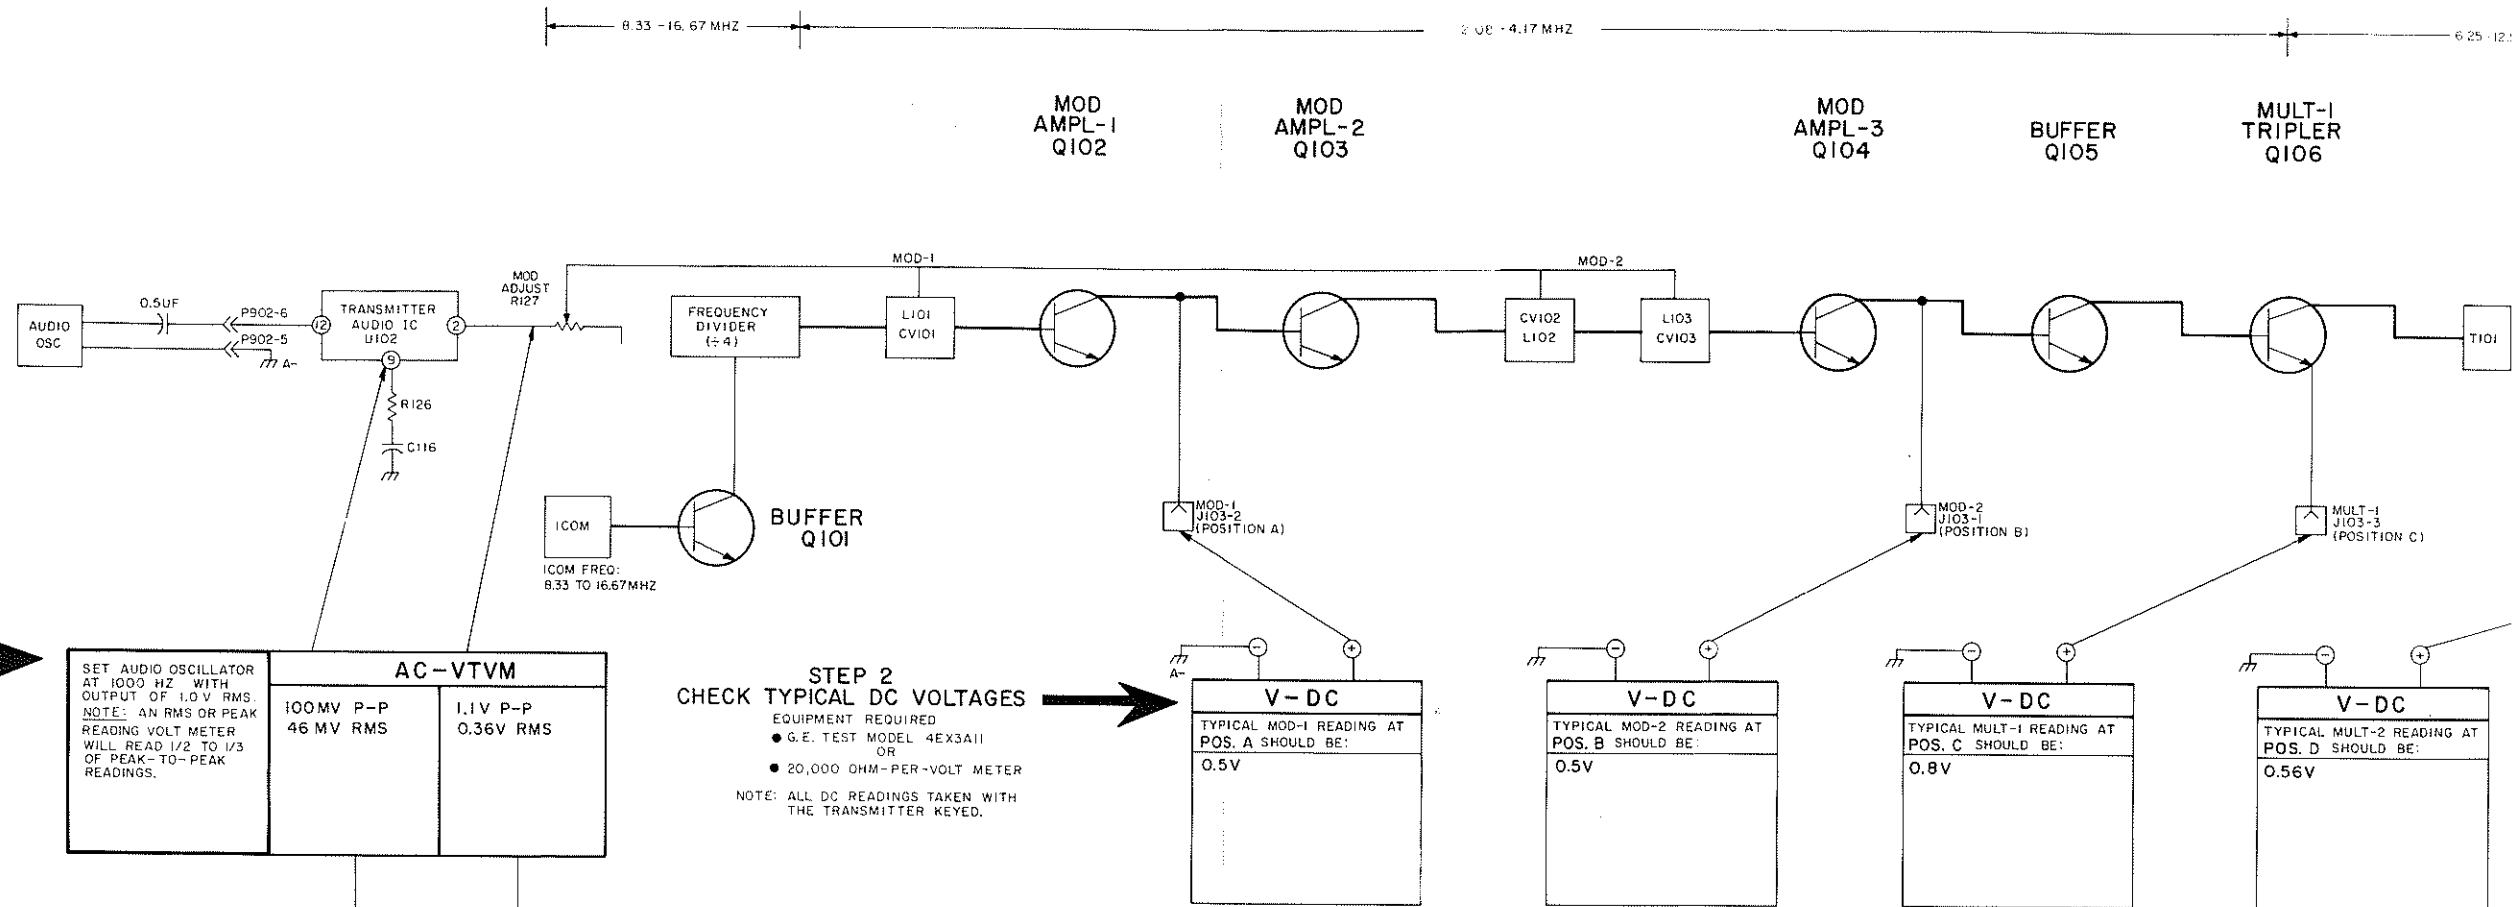 8.33 -16.67 MHZ
2.08 -4.17 MHZ
6.25 -12.
MOD
AMPL-1
Q102
MOD
AMPL-2
Q103
MOD
AMPL-3
Q104
BUFFER
Q105
MULT-1
TRIPLER
Q106
AUDIO
OSC
0.5UF
P902-6
P902-5
A-
12
TRANSMITTER
AUDIO IC
U102
2
9
R126
C116
MOD
ADJUST
R127
MOD-1
MOD-2
FREQUENCY
DIVIDER
(÷4)
L101
CV101
CV102
L102
L103
CV103
T101
ICOM
ICOM FREQ:
8.33 TO 16.67MHZ
BUFFER
Q101
MOD-1
J103-2
(POSITION A)
MOD-2
J103-1
(POSITION B)
MULT-1
J103-3
(POSITION C)
SET AUDIO OSCILLATOR
AT 1000 HZ WITH
OUTPUT OF 1.0 V RMS.
NOTE: AN RMS OR PEAK
READING VOLT METER
WILL READ 1/2 TO 1/3
OF PEAK-TO-PEAK
READINGS.
AC-VTVM
100MV P-P
46 MV RMS
1.1V P-P
0.36V RMS
STEP 2
CHECK TYPICAL DC VOLTAGES
EQUIPMENT REQUIRED
● G.E. TEST MODEL 4EX3A11
OR
● 20,000 OHM-PER-VOLT METER
NOTE: ALL DC READINGS TAKEN WITH
THE TRANSMITTER KEYED.
A-
- +
V-DC
TYPICAL MOD-1 READING AT
POS. A SHOULD BE:
0.5V
- +
V-DC
TYPICAL MOD-2 READING AT
POS. B SHOULD BE:
0.5V
- +
V-DC
TYPICAL MULT-1 READING AT
POS. C SHOULD BE:
0.8V
- +
V-DC
TYPICAL MULT-2 READING AT
POS. D SHOULD BE:
0.56V